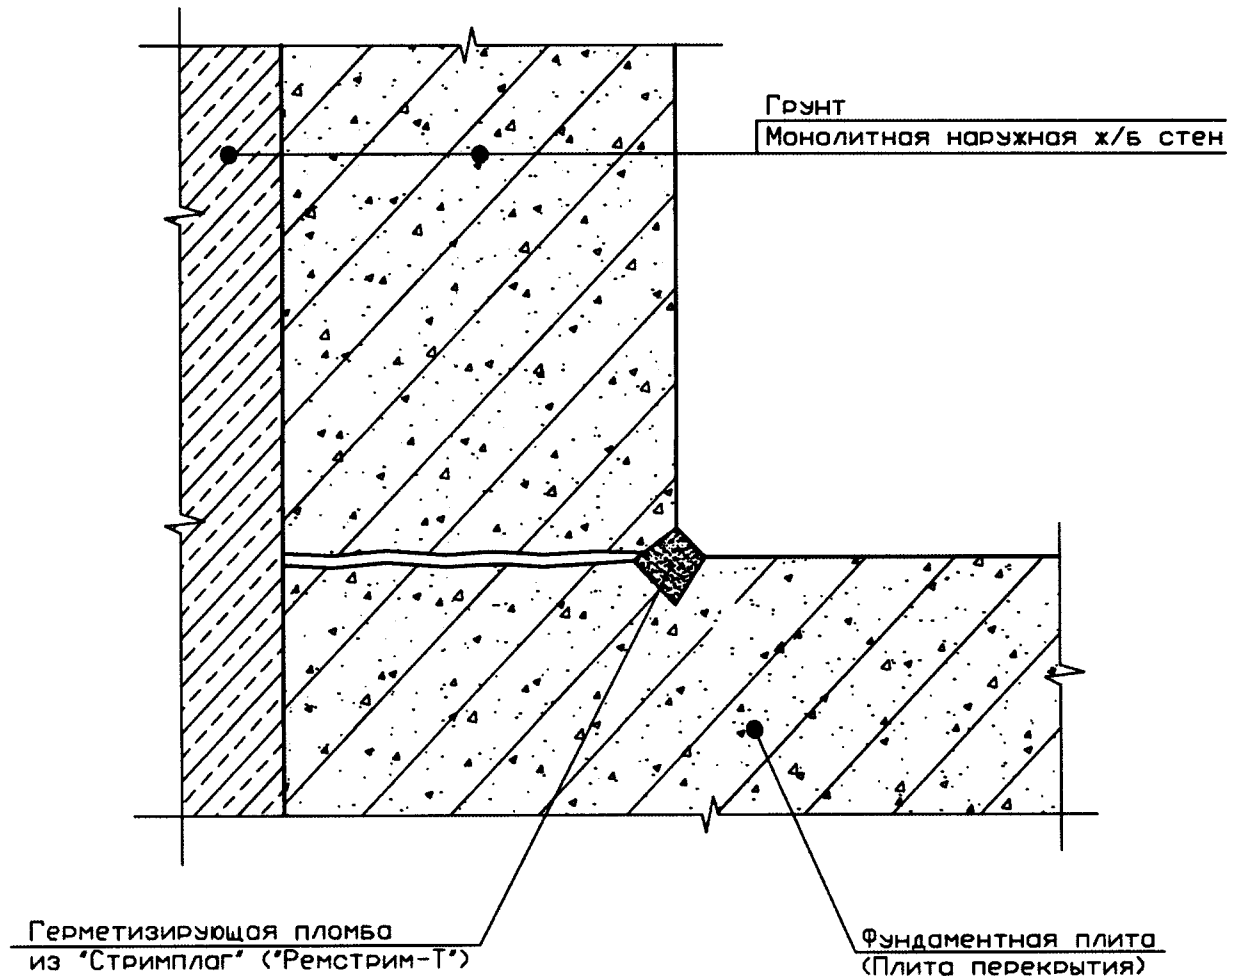 Грунт
Монолитная наружная ж/б стен
Герметизирующая пломба
из "Стримплаг" ("Ремстрим-Т")
Фундаментная плита
(Плита перекрытия)